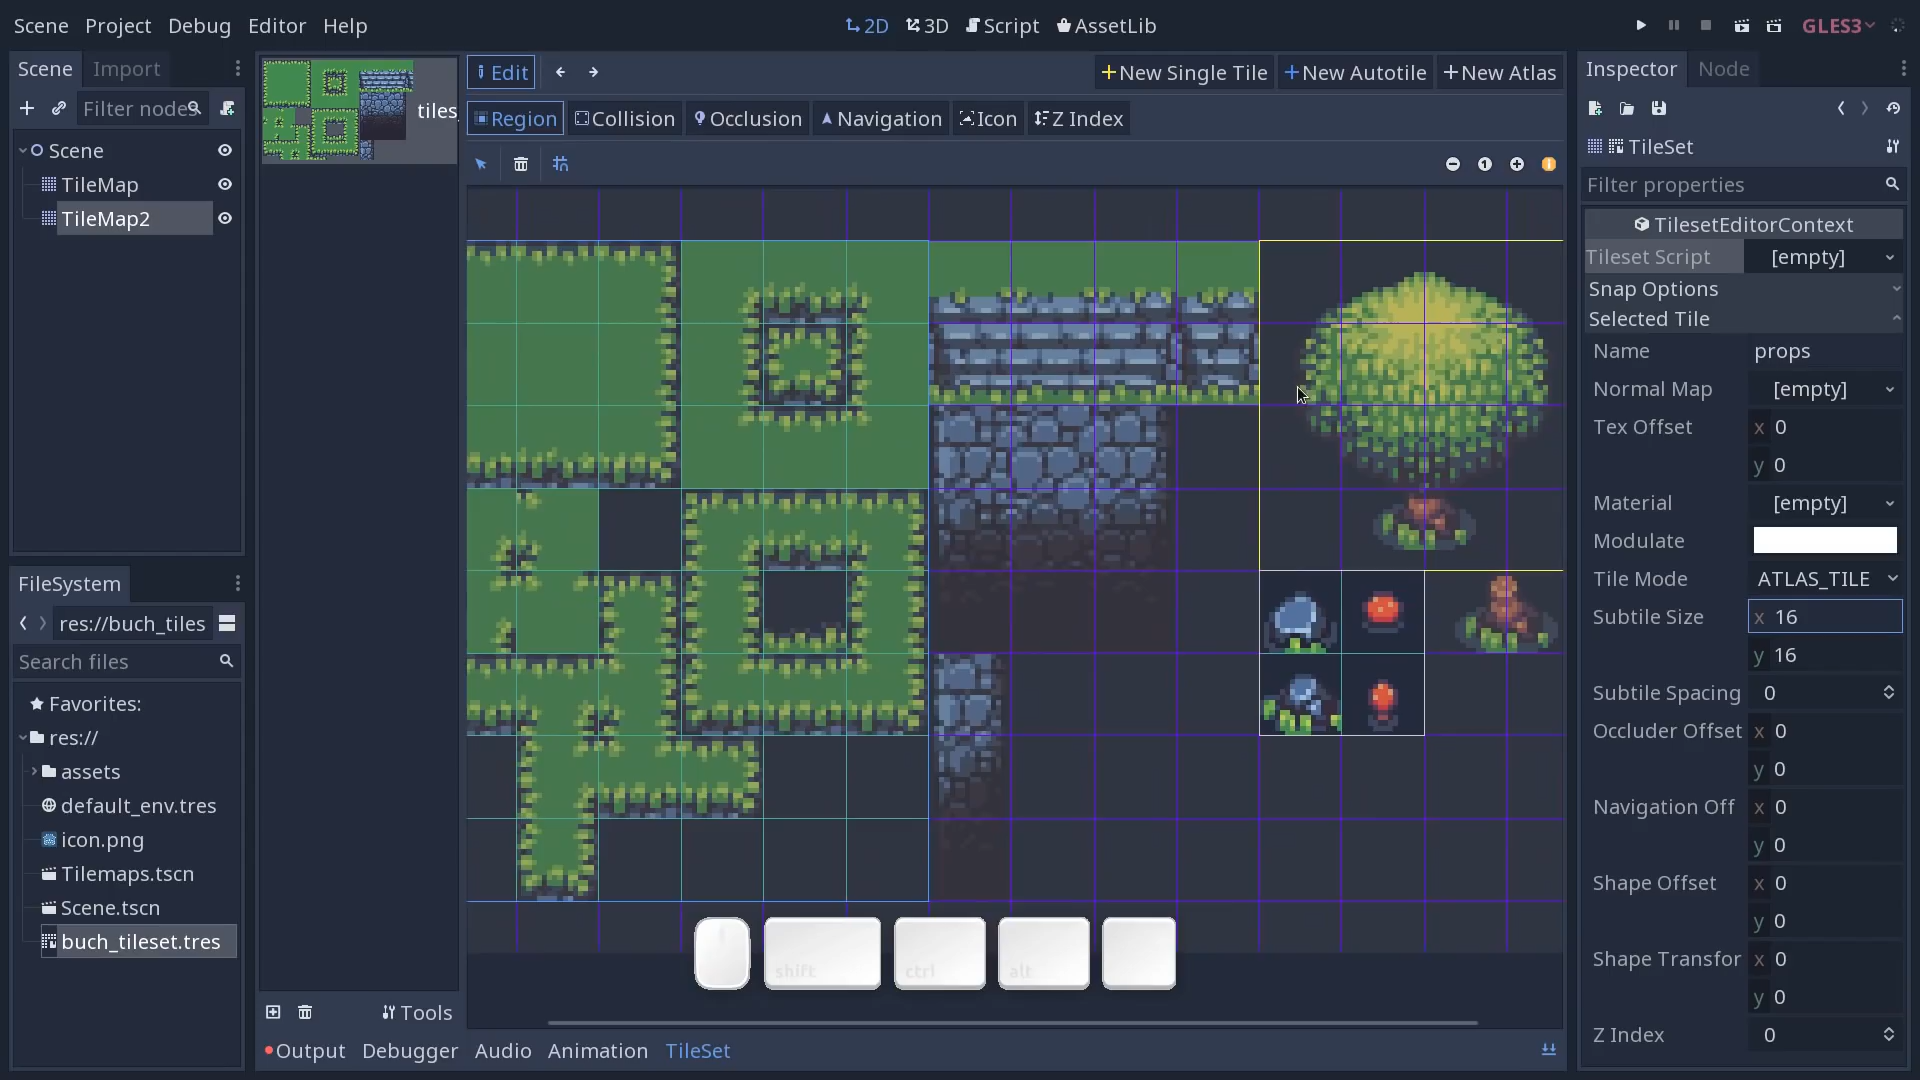 Scene Project Debug Editor Help
2D 3D Script AssetLib
GLES3
Scene Import
Filter nodes
Scene
TileMap
TileMap2
FileSystem
res://buch_tiles
Search files
Favorites:
res://
assets
default_env.tres
icon.png
Tilemaps.tscn
Scene.tscn
buch_tileset.tres
tiles_
Tools
Edit
New Single Tile New Autotile New Atlas
Region Collision Occlusion Navigation Icon Z Index
1
shift ctrl alt
Output Debugger Audio Animation TileSet
Inspector Node
TileSet
Filter properties
TilesetEditorContext
Tileset Script [empty]
Snap Options
Selected Tile
Name props
Normal Map [empty]
Tex Offset x 0
y 0
Material [empty]
Modulate
Tile Mode ATLAS_TILE
Subtile Size x 16
y 16
Subtile Spacing 0
Occluder Offset x 0
y 0
Navigation Off x 0
y 0
Shape Offset x 0
y 0
Shape Transfor x 0
y 0
Z Index 0